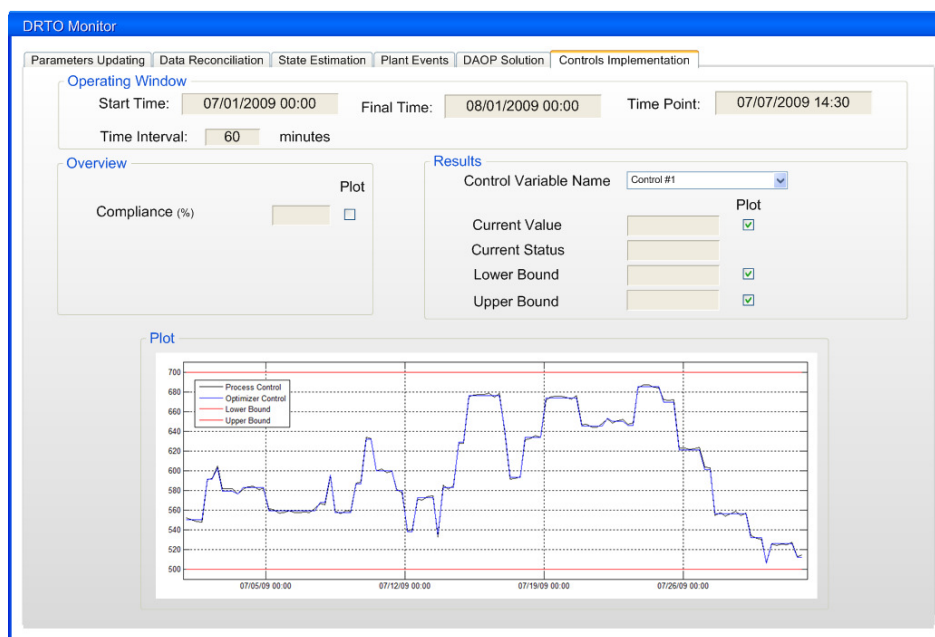 DRTO Monitor
Parameters Updating Data Reconciliation State Estimation Plant Events DAOP Solution Controls Implementation
Operating Window
Start Time: 07/01/2009 00:00 Final Time: 08/01/2009 00:00 Time Point: 07/07/2009 14:30
Time Interval: 60 minutes
Overview
Plot
Compliance (%)
Results
Control Variable Name Control #1
Plot
Current Value
Current Status
Lower Bound
Upper Bound
Plot
700
680
660
640
620
600
580
560
540
520
500
Process Control
Optimizer Control
Lower Bound
Upper Bound
07/05/09 00:00 07/12/09 00:00 07/19/09 00:00 07/26/09 00:00